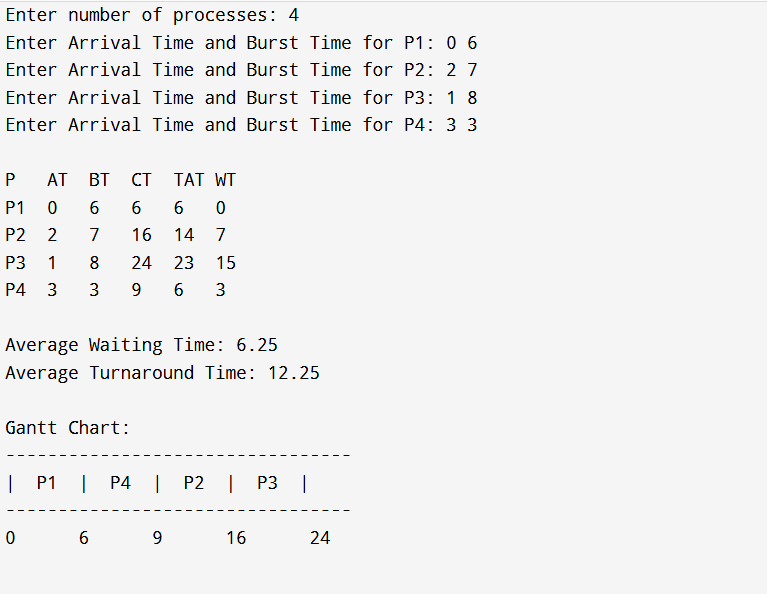 Enter number of processes: 4
Enter Arrival Time and Burst Time for P1: 0 6
Enter Arrival Time and Burst Time for P2: 2 7
Enter Arrival Time and Burst Time for P3: 1 8
Enter Arrival Time and Burst Time for P4: 3 3

P   AT  BT  CT  TAT WT
P1  0   6   6   6   0
P2  2   7   16  14  7
P3  1   8   24  23  15
P4  3   3   9   6   3

Average Waiting Time: 6.25
Average Turnaround Time: 12.25

Gantt Chart:
---------------------------------
|  P1  |  P4  |  P2  |  P3  |
---------------------------------
0      6      9      16      24